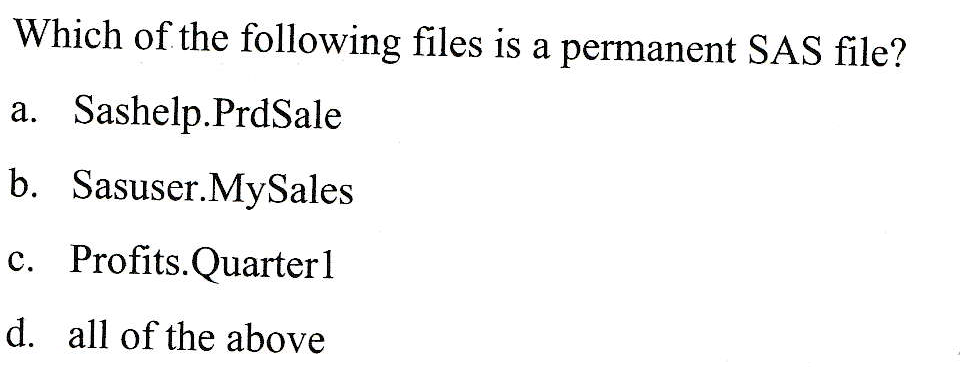 Which of the following files is a permanent SAS file?
a. Sashelp.PrdSale
b. Sasuser.MySales
c. Profits.Quarter1
d. all of the above